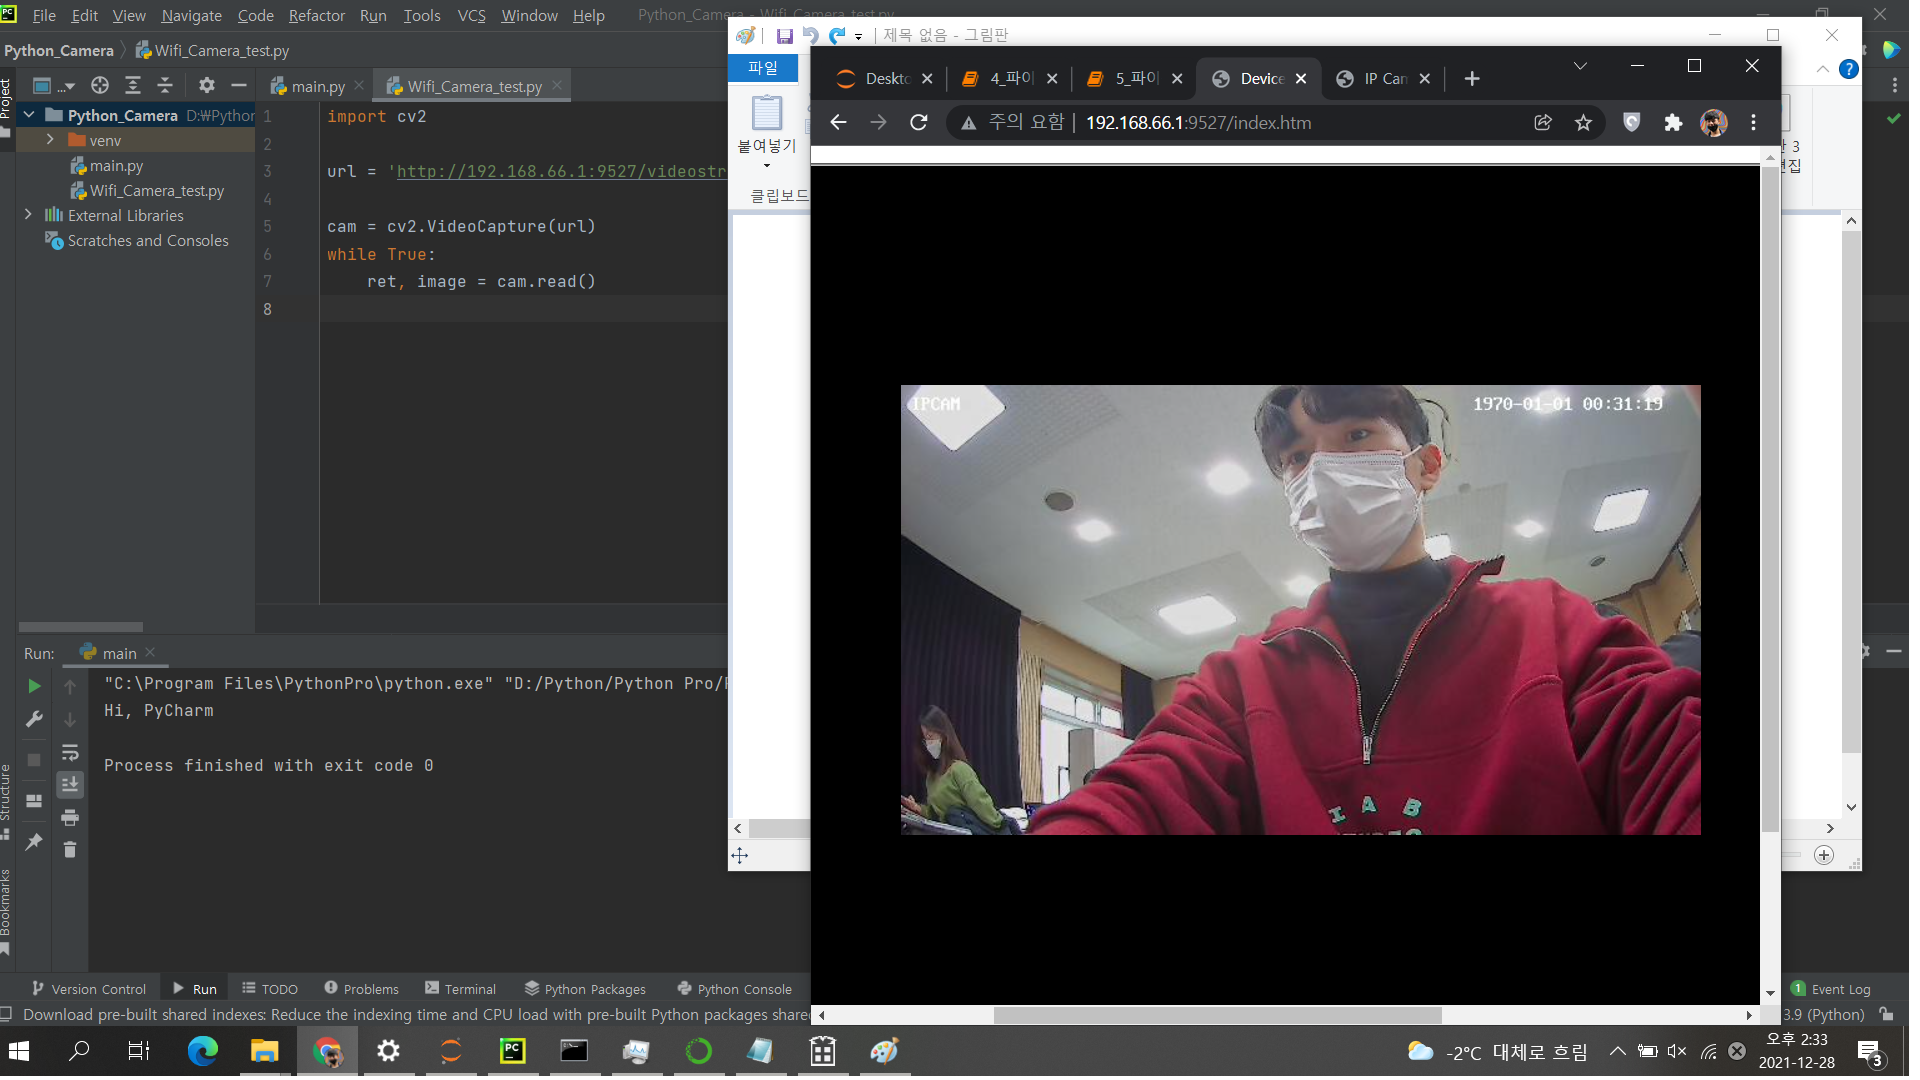 File Edit View Navigate Code Refactor Run Tools VCS Window Help Python_Camera - Wifi_Camera_test.py
Python_Camera Wifi_Camera_test.py
Project
Python_Camera D:₩Python
venv
main.py
Wifi_Camera_test.py
External Libraries
Scratches and Consoles
main.py Wifi_Camera_test.py
1 import cv2
2
3 url = 'http://192.168.66.1:9527/videostr
4
5 cam = cv2.VideoCapture(url)
6 while True:
7 ret, image = cam.read()
8
제목 없음 - 그림판
파일
붙여넣기
클립보드
3
Deskto 4_파이 5_파이 Device IP Cam
주의 요함 192.168.66.1:9527/index.htm
IPCAM 1970-01-01 00:31:19
I A B
Run: main
"C:\Program Files\PythonPro\python.exe" "D:/Python/Python Pro/
Hi, PyCharm
Process finished with exit code 0
Structure
Bookmarks
Version Control Run TODO Problems Terminal Python Packages Python Console
1 Event Log
Download pre-built shared indexes: Reduce the indexing time and CPU load with pre-built Python packages share
3.9 (Python)
-2°C 대체로 흐림
오후 2:33
2021-12-28
3